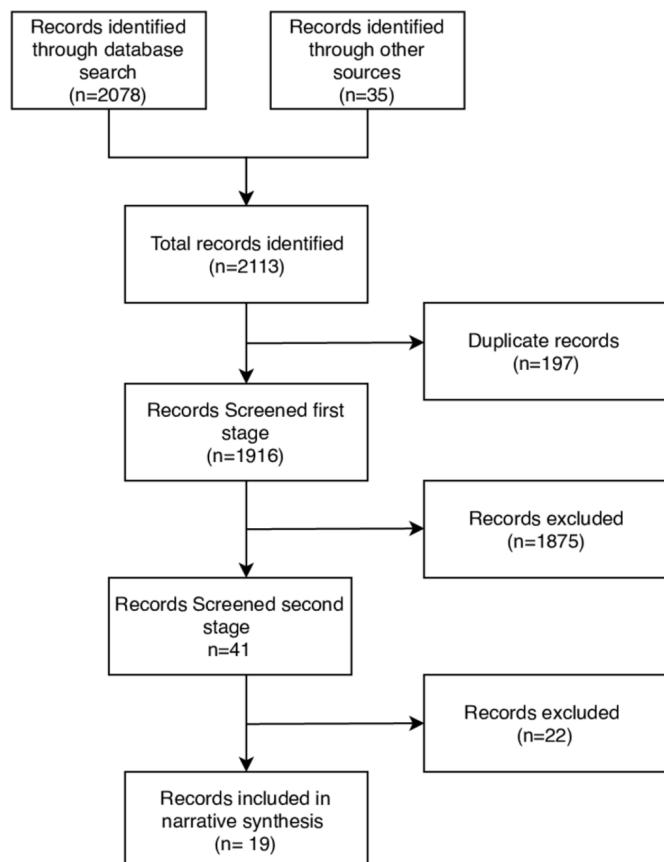 Records identified
through database
search
(n=2078)
Records identified
through other
sources
(n=35)
Total records identified
(n=2113)
Duplicate records
(n=197)
Records Screened first
stage
(n=1916)
Records excluded
(n=1875)
Records Screened second
stage
n=41
Records excluded
(n=22)
Records included in
narrative synthesis
(n= 19)